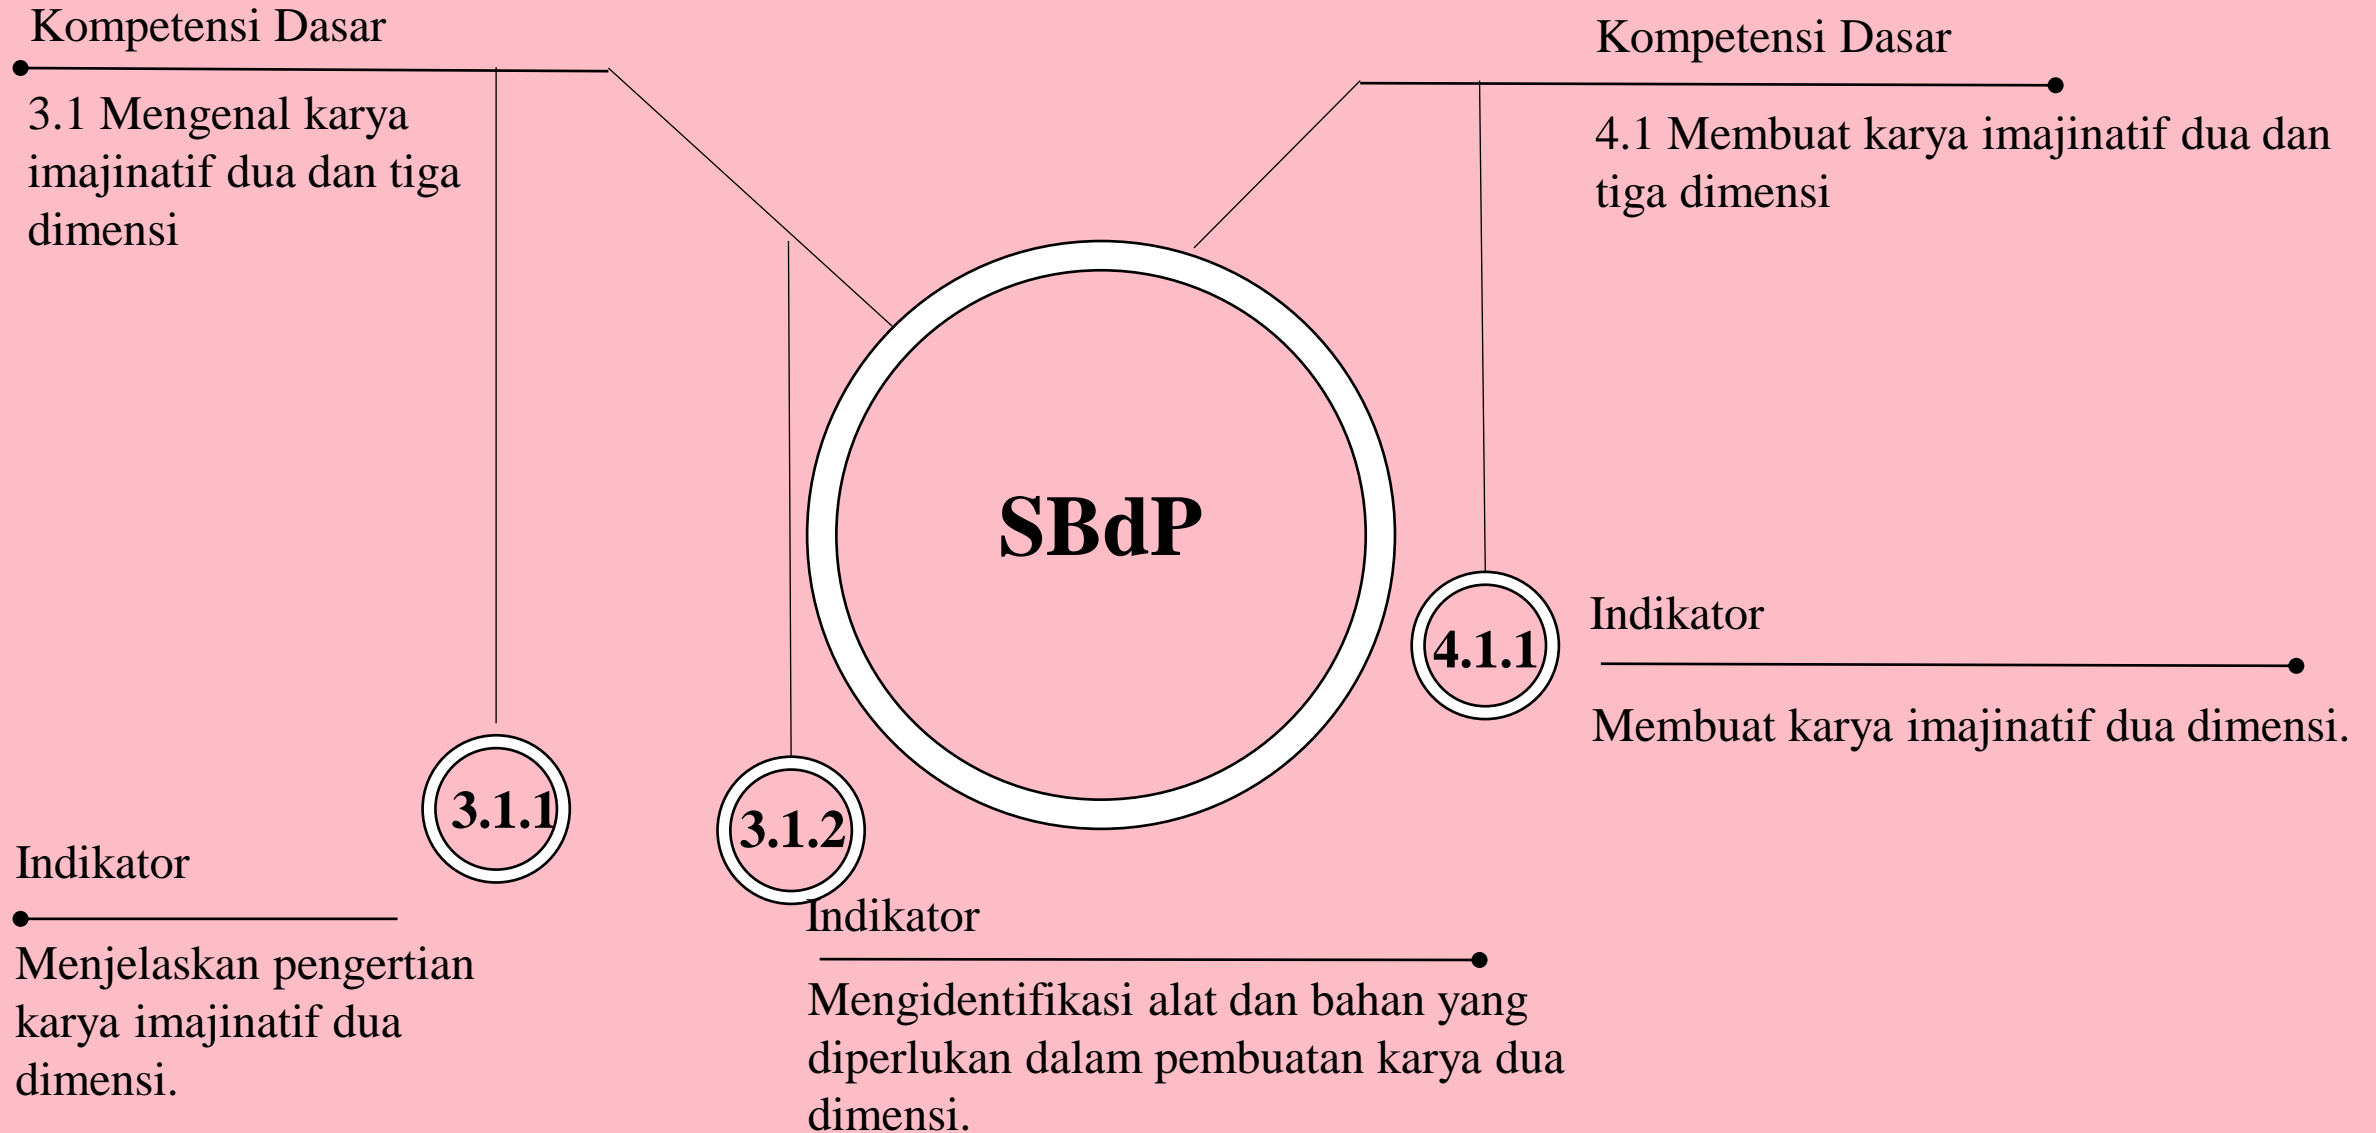 Kompetensi Dasar
3.1 Mengenal karya
imajinatif dua dan tiga
dimensi
Kompetensi Dasar
4.1 Membuat karya imajinatif dua dan
tiga dimensi
SBdP
4.1.1
Indikator
Membuat karya imajinatif dua dimensi.
3.1.1
Indikator
Menjelaskan pengertian
karya imajinatif dua
dimensi.
3.1.2
Indikator
Mengidentifikasi alat dan bahan yang
diperlukan dalam pembuatan karya dua
dimensi.